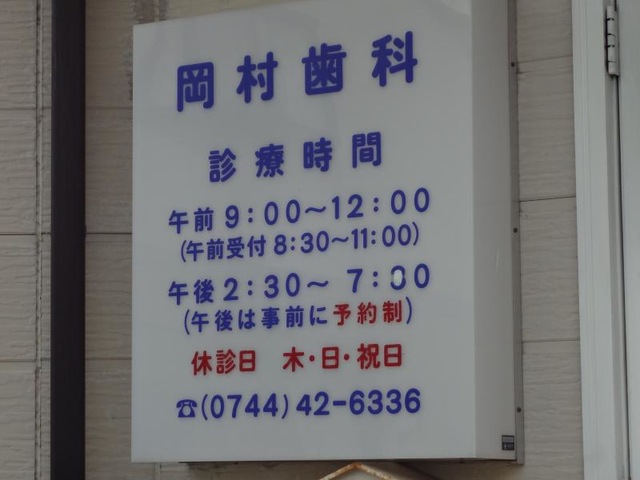 岡村歯科
診療時間
午前 9:00～12:00
(午前受付 8:30～11:00)
午後 2:30～ 7:00
(午後は事前に予約制)
休診日 木・日・祝日
☎(0744)42-6336